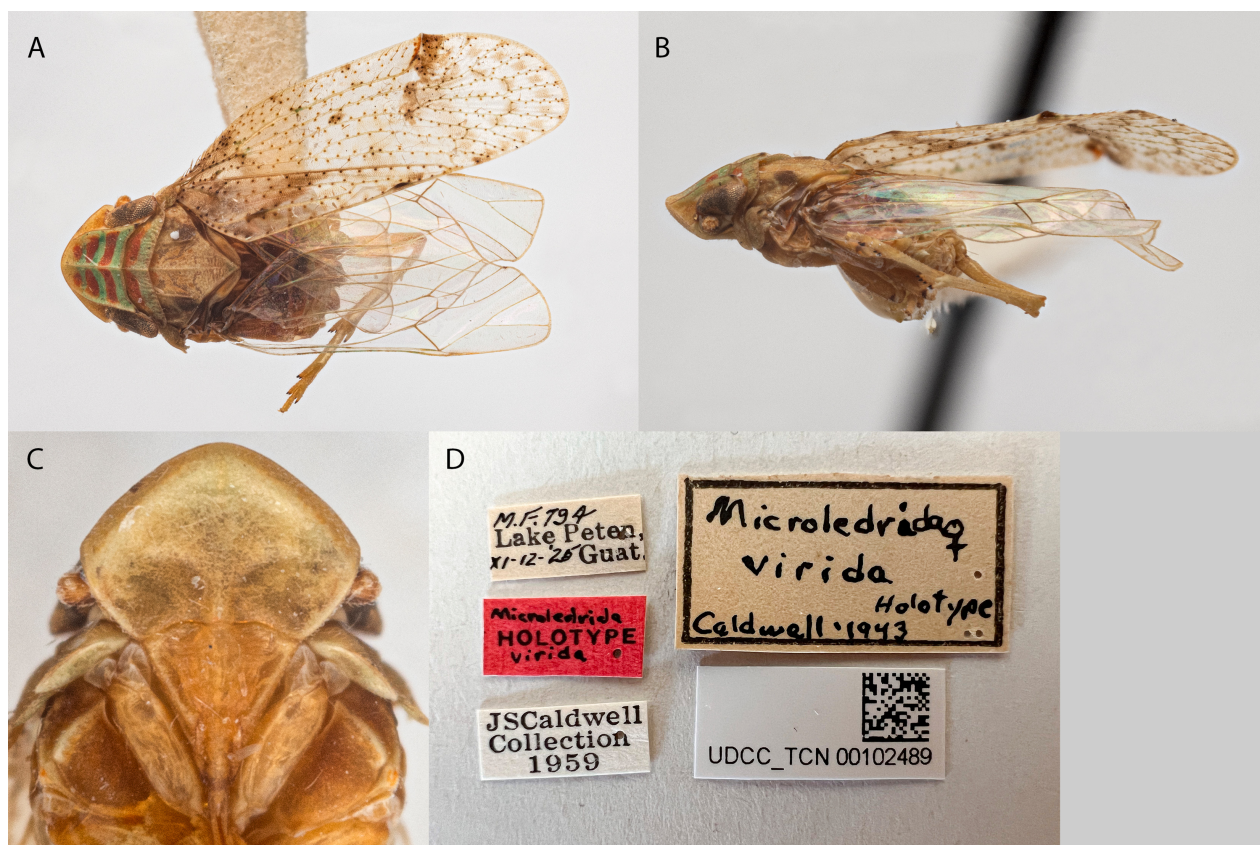 A
B
C
D
M.F. 794
Lake Peten,
XI-12-25 Guat.
Microledrida
HOLOTYPE
virida
JSCaldwell
Collection
1959
Microledrida ♀
virida
Holotype
Caldwell·1943
UDCC_TCN 00102489